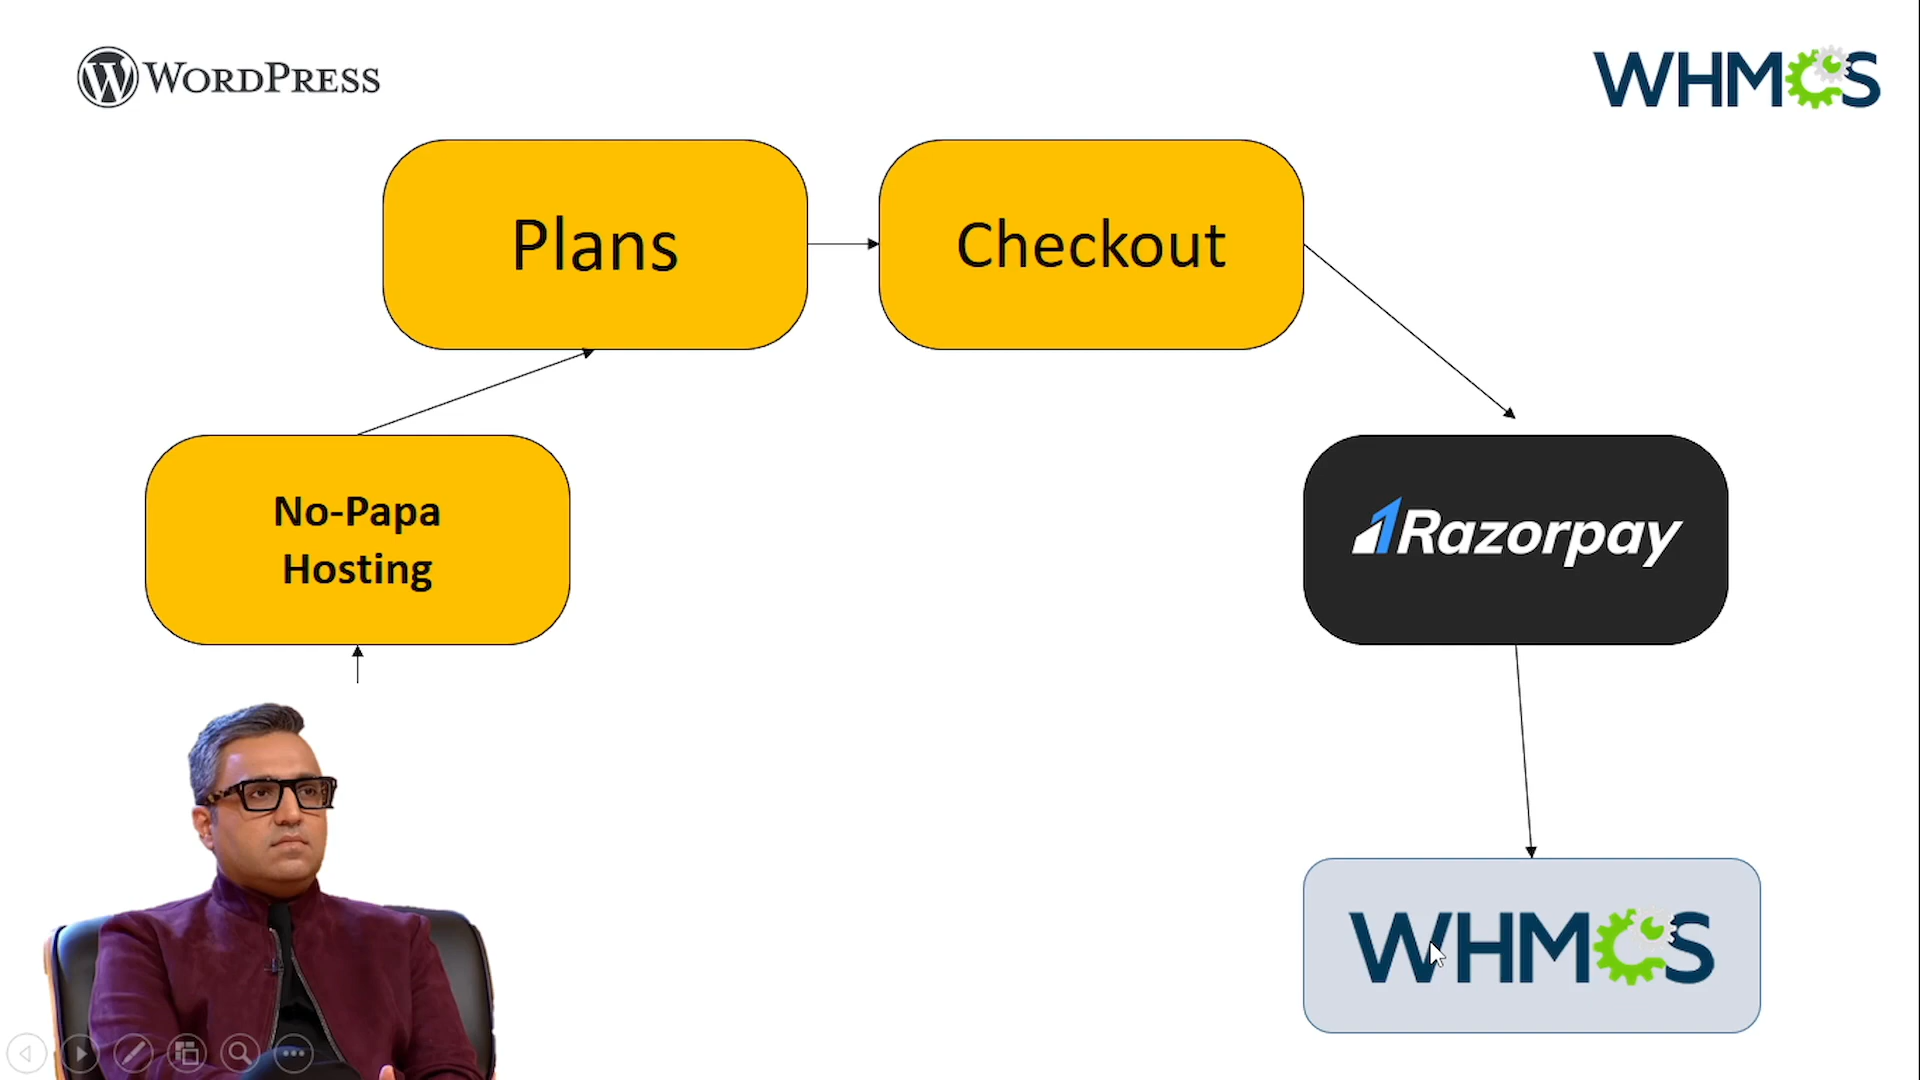 WORDPRESS
WHMCS
Plans
Checkout
No-Papa
Hosting
Razorpay
WHMCS